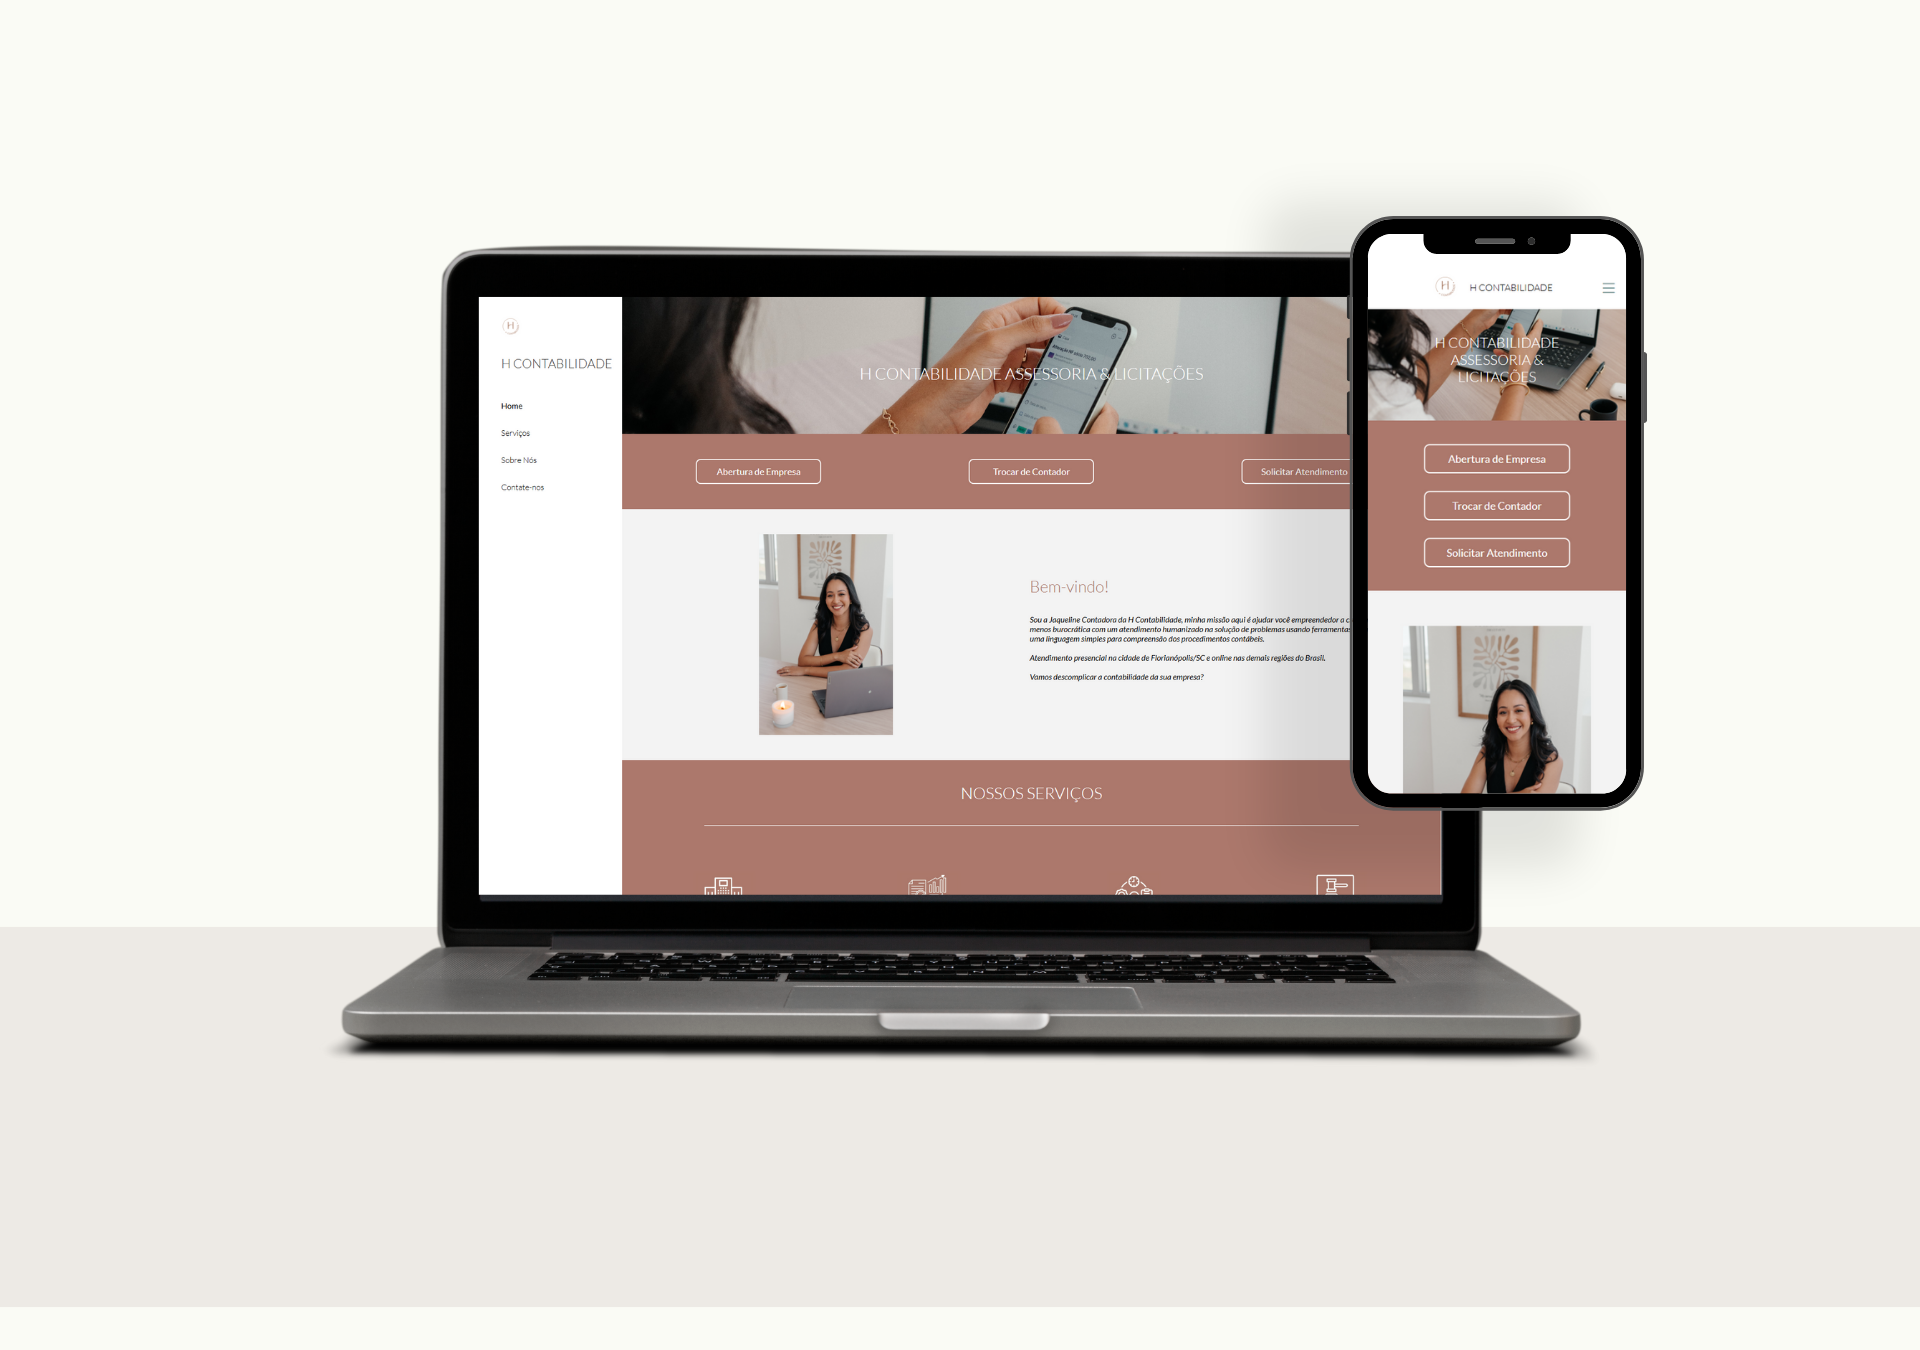 H
H CONTABILIDADE
Home
Serviços
Sobre Nós
Contate-nos
H CONTABILIDADE ASSESSORIA & LICITAÇÕES
Abertura de Empresa
Trocar de Contador
Solicitar Atendimento
Bem-vindo!
Sou a Jaqueline Contadora da H Contabilidade, minha missão aqui é ajudar você empreendedor a
menos burocrática com um atendimento humanizado na solução de problemas usando ferramentas
uma linguagem simples para compreensão dos procedimentos contábeis.
Atendimento presencial na cidade de Florianópolis/SC e online nas demais regiões do Brasil.
Vamos descomplicar a contabilidade da sua empresa?
NOSSOS SERVIÇOS
H
H CONTABILIDADE
H CONTABILIDADE
ASSESSORIA &
LICITAÇÕES
Abertura de Empresa
Trocar de Contador
Solicitar Atendimento